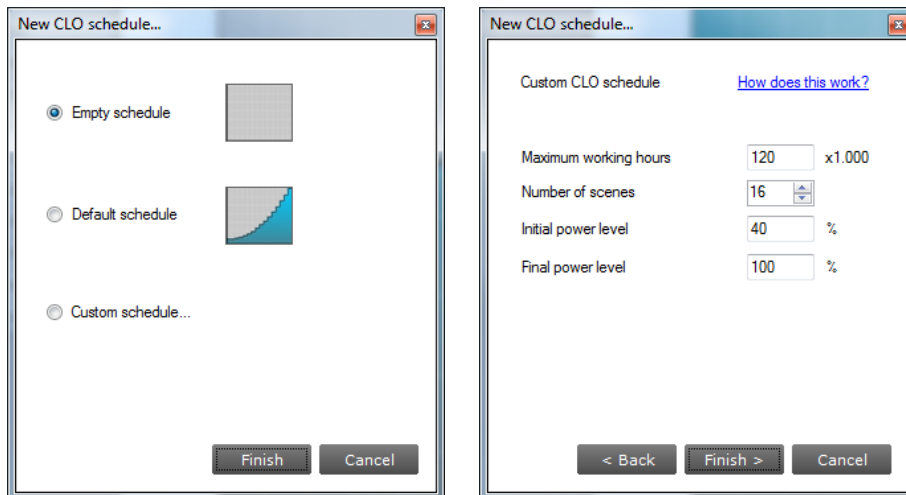 New CLO schedule...
Empty schedule
Default schedule
Custom schedule...
Finish Cancel
New CLO schedule...
Custom CLO schedule How does this work?
Maximum working hours 120 x1.000
Number of scenes 16
Initial power level 40 %
Final power level 100 %
< Back Finish > Cancel